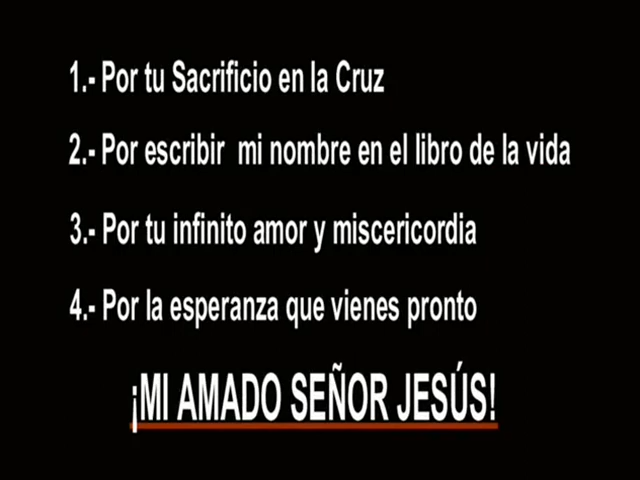 1.- Por tu Sacrificio en la Cruz
2.- Por escribir mi nombre en el libro de la vida
3.- Por tu infinito amor y miscericordia
4.- Por la esperanza que vienes pronto
¡MI AMADO SEÑOR JESÚS!